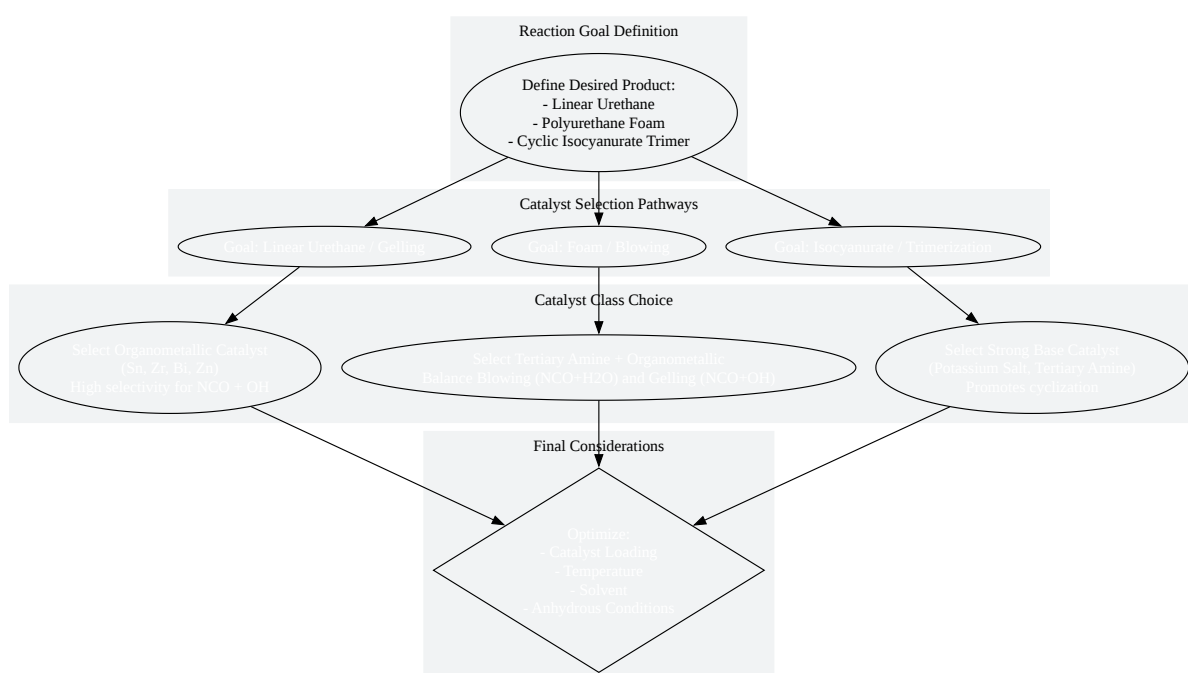 Reaction Goal Definition
Define Desired Product:
- Linear Urethane
- Polyurethane Foam
- Cyclic Isocyanurate Trimer
Catalyst Selection Pathways
Goal: Linear Urethane / Gelling
Goal: Foam / Blowing
Goal: Isocyanurate / Trimerization
Catalyst Class Choice
Select Organometallic Catalyst
(Sn, Zr, Bi, Zn)
High selectivity for NCO + OH
Select Tertiary Amine + Organometallic
Balance Blowing (NCO+H2O) and Gelling (NCO+OH)
Select Strong Base Catalyst
(Potassium Salt, Tertiary Amine)
Promotes cyclization
Final Considerations
Optimize:
- Catalyst Loading
- Temperature
- Solvent
- Anhydrous Conditions